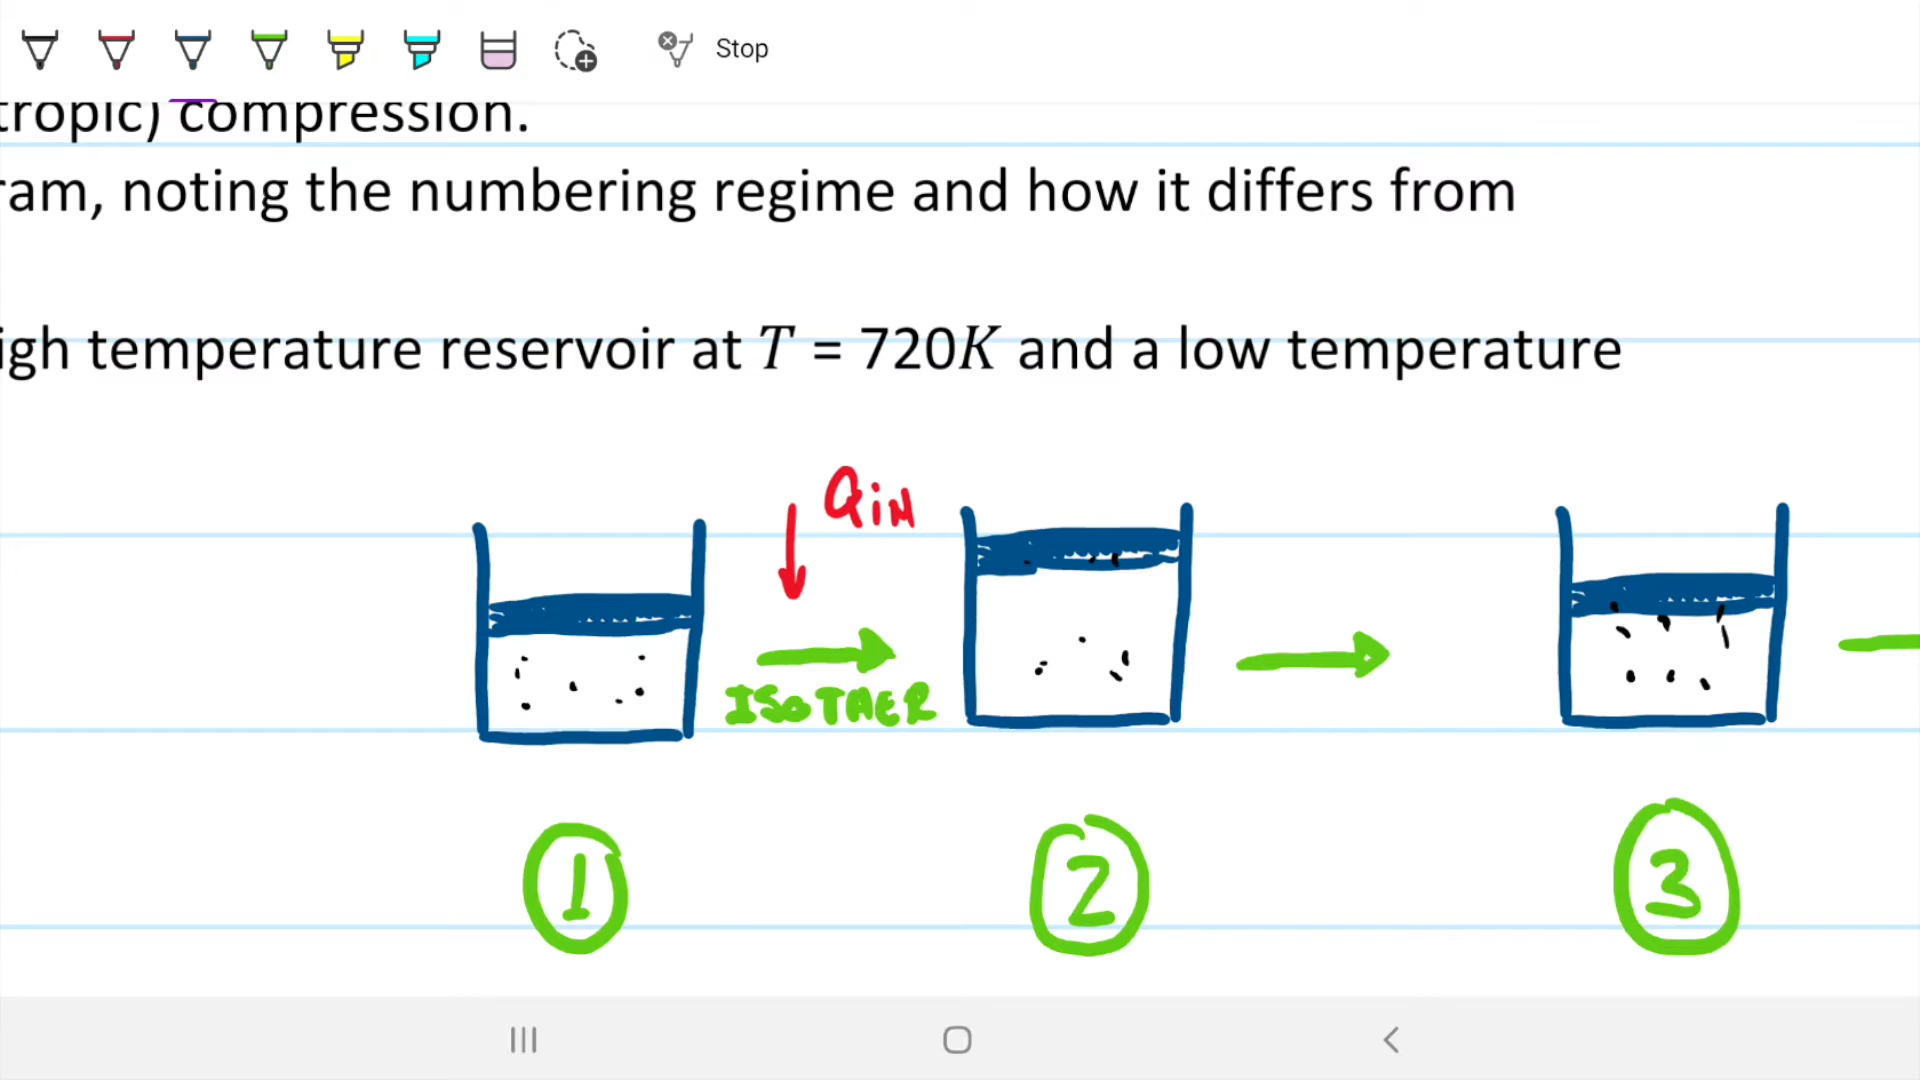 Stop
tropic) compression.
ram, noting the numbering regime and how it differs from
igh temperature reservoir at T = 720K and a low temperature
QiN
ISOTHER
1 2 3